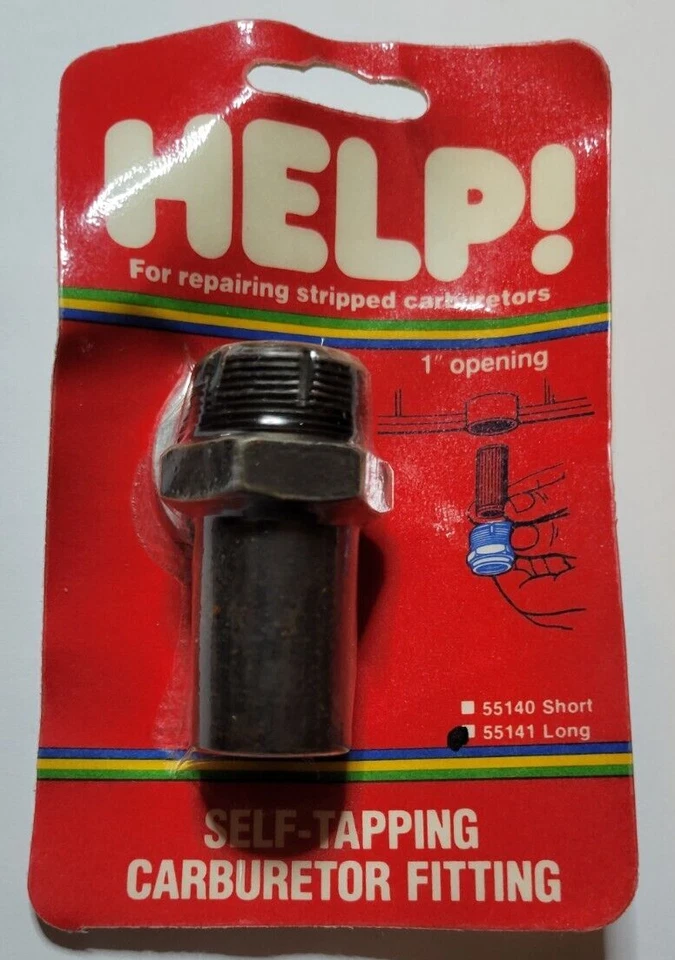 HELP!
For repairing stripped carburetors
1" opening
55140 Short
55141 Long
SELF-TAPPING
CARBURETOR FITTING